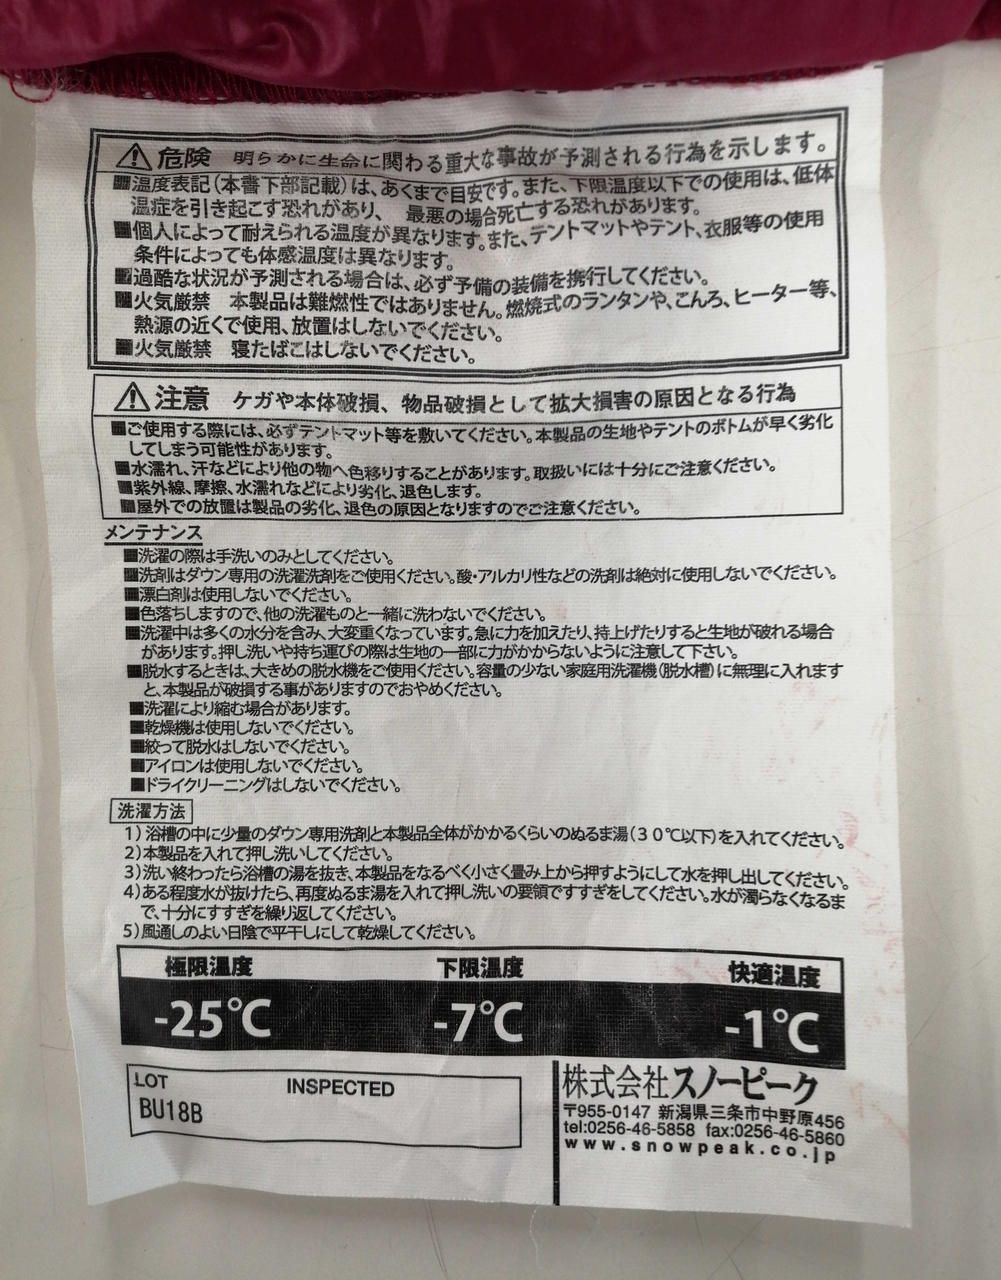 ⚠危険 明らかに生命に関わる重大な事故が予測される行為を示します。
■温度表記(本書下部記載)は、あくまで目安です。また、下限温度以下での使用は、低体
温症を引き起こす恐れがあり、 最悪の場合死亡する恐れがあります。
■個人によって耐えられる温度が異なります。また、テントマットやテント、衣服等の使用
条件によっても体感温度は異なります。
■過酷な状況が予測される場合は、必ず予備の装備を携行してください。
■火気厳禁 本製品は難燃性ではありません。燃焼式のランタンや、こんろ、ヒーター等、
熱源の近くで使用、放置はしないでください。
■火気厳禁 寝たばこはしないでください。
⚠注意 ケガや本体破損、物品破損として拡大損害の原因となる行為
■ご使用する際には、必ずテントマット等を敷いてください。本製品の生地やテントのボトムが早く劣化
してしまう可能性があります。
■水濡れ、汗などにより他の物へ色移りすることがあります。取扱いには十分にご注意ください。
■紫外線、摩擦、水濡れなどにより劣化、退色します。
■屋外での放置は製品の劣化、退色の原因となりますのでご注意ください。
メンテナンス
■洗濯の際は手洗いのみとしてください。
■洗剤はダウン専用の洗濯洗剤をご使用ください。酸・アルカリ性などの洗剤は絶対に使用しないでください。
■漂白剤は使用しないでください。
■色落ちしますので、他の洗濯ものと一緒に洗わないでください。
■洗濯中は多くの水分を含み、大変重くなっています。急に力を加えたり、持上げたりすると生地が破れる場合
があります。押し洗いや持ち運びの際は生地の一部に力がかからないように注意して下さい。
■脱水するときは、大きめの脱水機をご使用ください。容量の少ない家庭用洗濯機(脱水槽)に無理に入れます
と、本製品が破損する事がありますのでおやめください。
■洗濯により縮む場合があります。
■乾燥機は使用しないでください。
■絞って脱水はしないでください。
■アイロンは使用しないでください。
■ドライクリーニングはしないでください。
洗濯方法
1)浴槽の中に少量のダウン専用洗剤と本製品全体がかかるくらいのぬるま湯(30℃以下)を入れてください。
2)本製品を入れて押し洗いしてください。
3)洗い終わったら浴槽の湯を抜き、本製品をなるべく小さく畳み上から押すようにして水を押し出してください。
4)ある程度水が抜けたら、再度ぬるま湯を入れて押し洗いの要領ですすぎをしてください。水が濁らなくなるま
で、十分にすすぎを繰り返してください。
5)風通しのよい日陰で平干しにして乾燥してください。
極限温度 下限温度 快適温度
-25℃ -7℃ -1℃
LOT INSPECTED
BU18B
株式会社スノーピーク
〒955-0147 新潟県三条市中野原456
tel:0256-46-5858 fax:0256-46-5860
www.snowpeak.co.jp